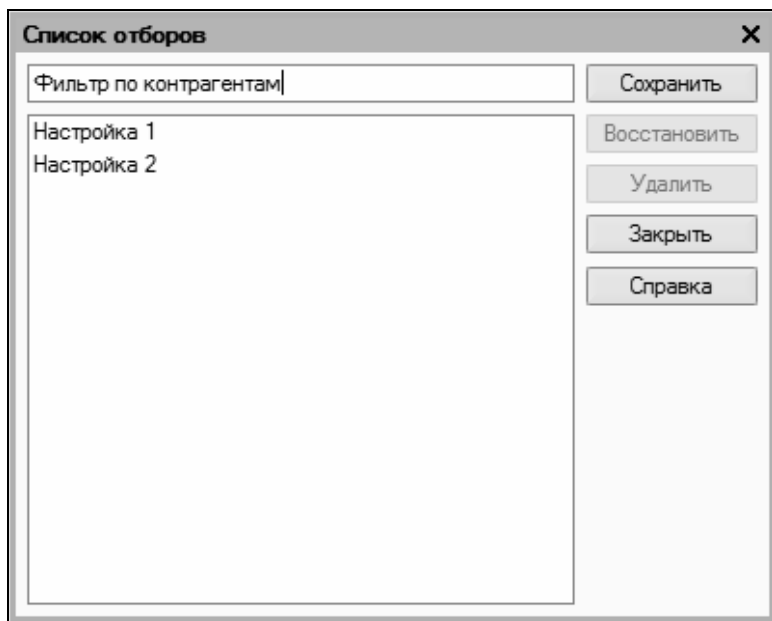 Список отборов
Фильтр по контрагентам
Сохранить
Настройка 1
Настройка 2
Восстановить
Удалить
Закрыть
Справка